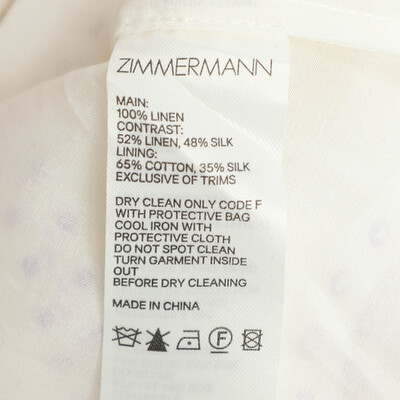 ZIMMERMANN
MAIN:
100% LINEN
CONTRAST:
52% LINEN, 48% SILK
LINING:
65% COTTON, 35% SILK
EXCLUSIVE OF TRIMS
DRY CLEAN ONLY CODE F
WITH PROTECTIVE BAG
COOL IRON WITH
PROTECTIVE CLOTH
DO NOT SPOT CLEAN
TURN GARMENT INSIDE
OUT
BEFORE DRY CLEANING
MADE IN CHINA
F